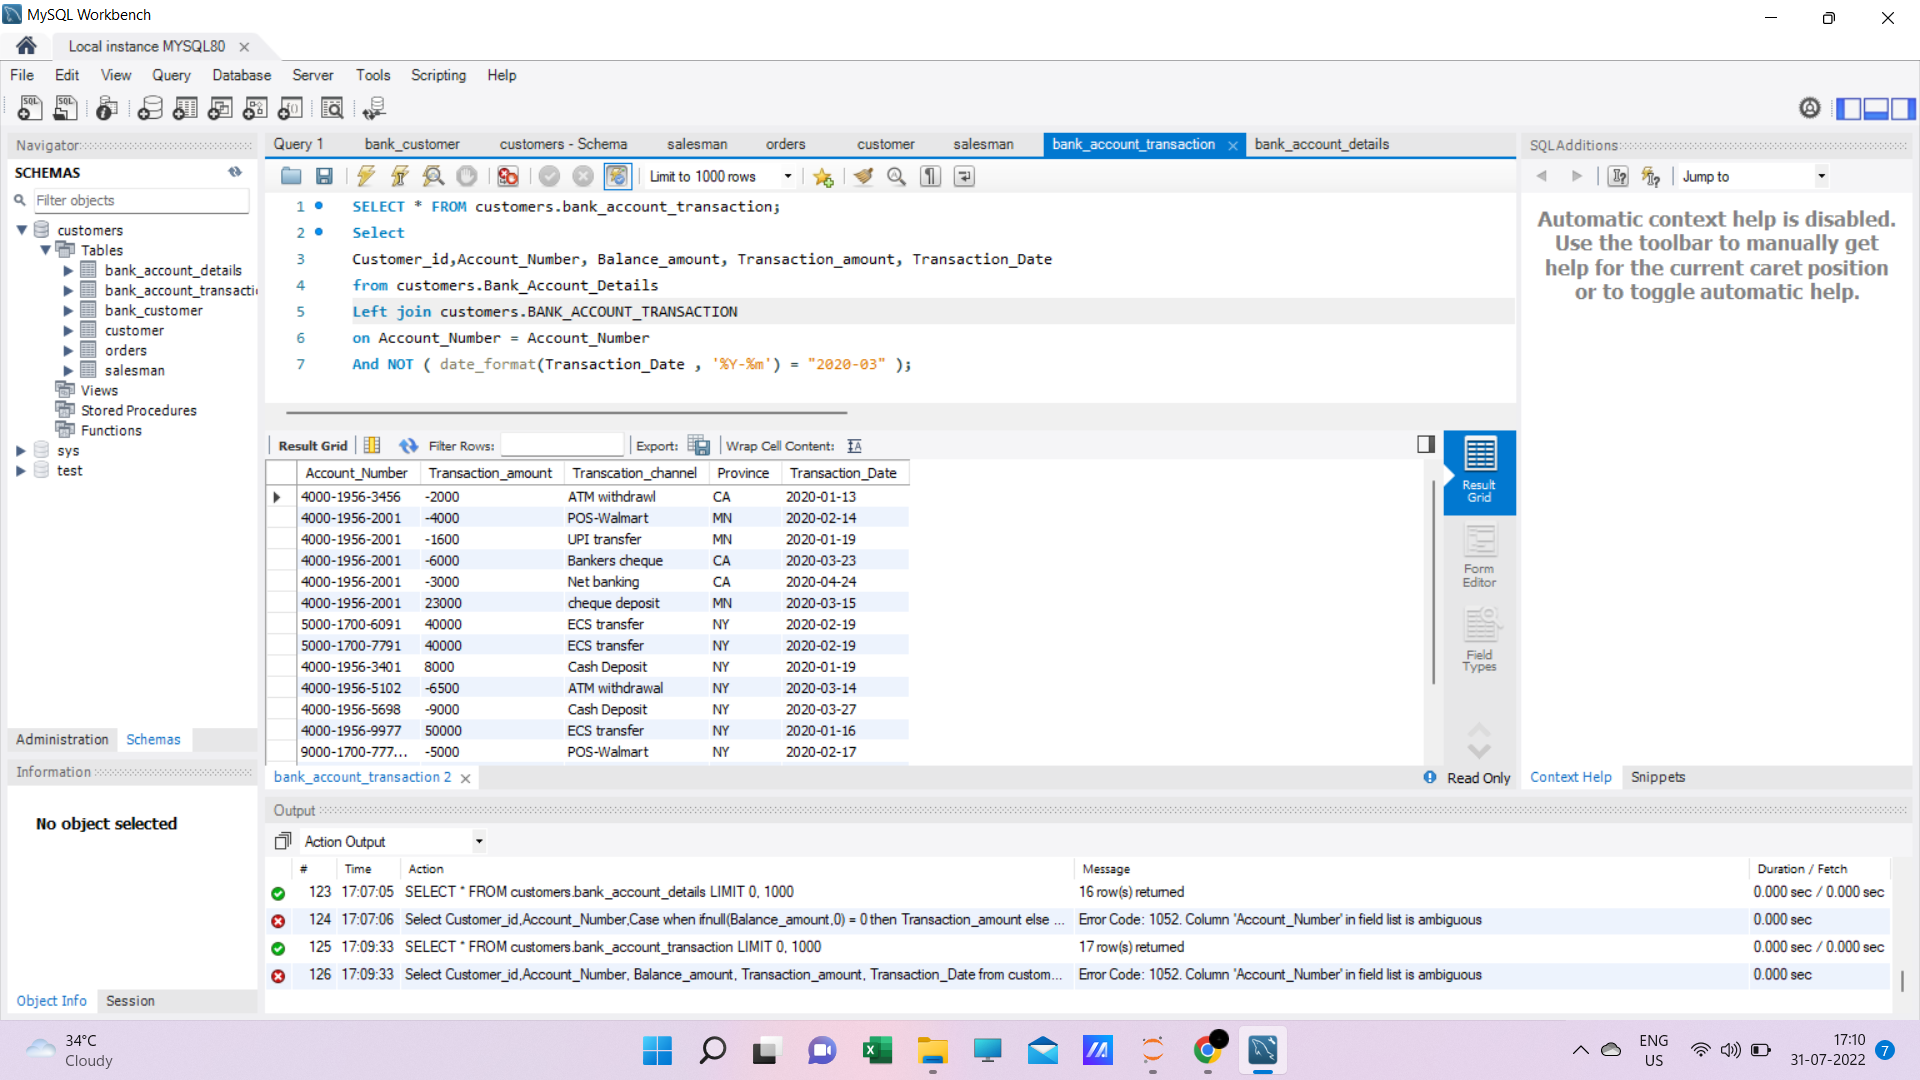 MySQL Workbench
Local instance MYSQL80
File Edit View Query Database Server Tools Scripting Help
Navigator
SCHEMAS
Filter objects
customers
Tables
bank_account_details
bank_account_transacti
bank_customer
customer
orders
salesman
Views
Stored Procedures
Functions
sys
test
Administration Schemas
Information
No object selected
Object Info Session
Query 1 bank_customer customers - Schema salesman orders customer salesman bank_account_transaction bank_account_details
Limit to 1000 rows
1 SELECT * FROM customers.bank_account_transaction;
2 Select
3 Customer_id,Account_Number, Balance_amount, Transaction_amount, Transaction_Date
4 from customers.Bank_Account_Details
5 Left join customers.BANK_ACCOUNT_TRANSACTION
6 on Account_Number = Account_Number
7 And NOT ( date_format(Transaction_Date , '%Y-%m') = "2020-03" );
Result Grid Filter Rows: Export: Wrap Cell Content:
Account_Number Transaction_amount Transcation_channel Province Transaction_Date
4000-1956-3456 -2000 ATM withdrawl CA 2020-01-13
4000-1956-2001 -4000 POS-Walmart MN 2020-02-14
4000-1956-2001 -1600 UPI transfer MN 2020-01-19
4000-1956-2001 -6000 Bankers cheque CA 2020-03-23
4000-1956-2001 -3000 Net banking CA 2020-04-24
4000-1956-2001 23000 cheque deposit MN 2020-03-15
5000-1700-6091 40000 ECS transfer NY 2020-02-19
5000-1700-7791 40000 ECS transfer NY 2020-02-19
4000-1956-3401 8000 Cash Deposit NY 2020-01-19
4000-1956-5102 -6500 ATM withdrawal NY 2020-03-14
4000-1956-5698 -9000 Cash Deposit NY 2020-03-27
4000-1956-9977 50000 ECS transfer NY 2020-01-16
9000-1700-777... -5000 POS-Walmart NY 2020-02-17
Result Grid
Form Editor
Field Types
bank_account_transaction 2
Read Only
SQLAdditions
Jump to
Automatic context help is disabled.
Use the toolbar to manually get
help for the current caret position
or to toggle automatic help.
Context Help Snippets
Output
Action Output
# Time Action Message Duration / Fetch
123 17:07:05 SELECT * FROM customers.bank_account_details LIMIT 0, 1000 16 row(s) returned 0.000 sec / 0.000 sec
124 17:07:06 Select Customer_id,Account_Number,Case when ifnull(Balance_amount,0) = 0 then Transaction_amount else ... Error Code: 1052. Column 'Account_Number' in field list is ambiguous 0.000 sec
125 17:09:33 SELECT * FROM customers.bank_account_transaction LIMIT 0, 1000 17 row(s) returned 0.000 sec / 0.000 sec
126 17:09:33 Select Customer_id,Account_Number, Balance_amount, Transaction_amount, Transaction_Date from custom... Error Code: 1052. Column 'Account_Number' in field list is ambiguous 0.000 sec
34°C
Cloudy
ENG
US
17:10
31-07-2022
7